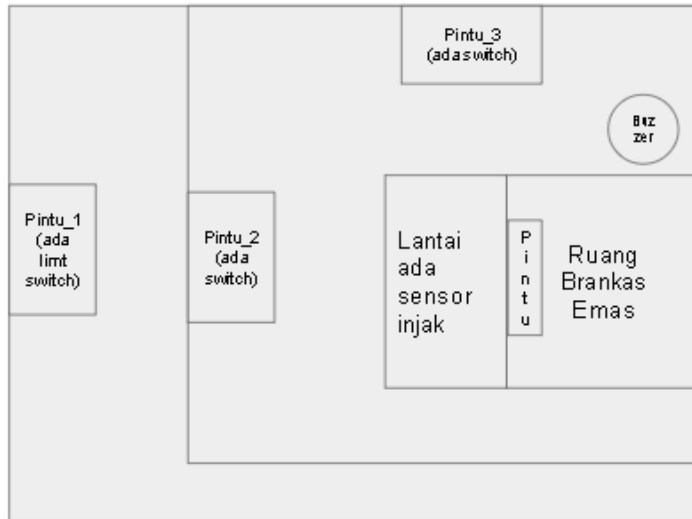 Pintu_3
(ada switch)
Buz
zer
Pintu_1
(ada
limt
switch)
Pintu_2
(ada
switch)
Lantai
ada
sensor
injak
P
i
n
t
u
Ruang
Brankas
Emas